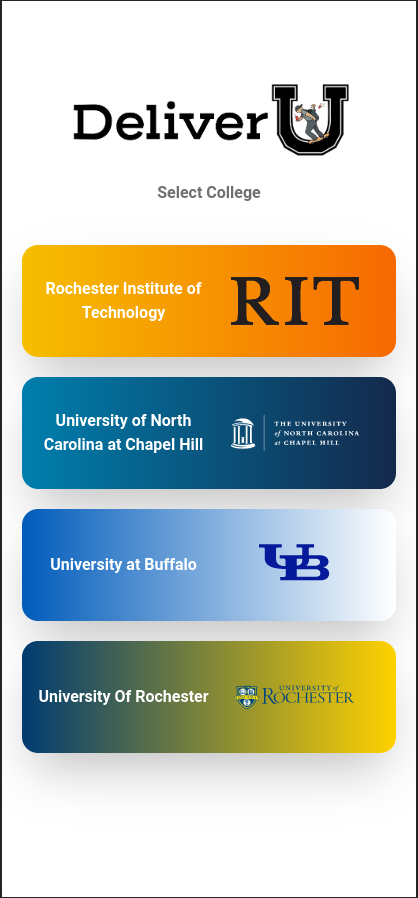 Deliver U
Select College
Rochester Institute of
Technology
RIT
University of North
Carolina at Chapel Hill
THE UNIVERSITY
of NORTH CAROLINA
at CHAPEL HILL
University at Buffalo
UB
University Of Rochester
UNIVERSITY of
ROCHESTER